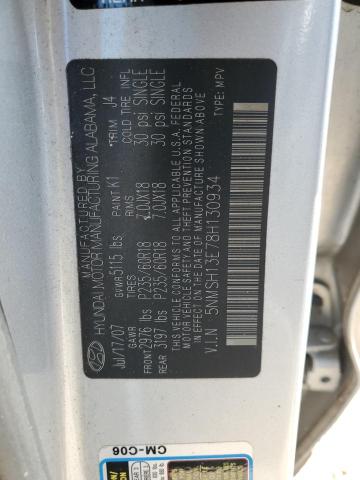 MANUFACTURED BY
HYUNDAI MOTOR MANUFACTURING ALABAMA, LLC
Jul/17/07 GVWR 5115 lbs PAINT K1 TRIM J4
GAWR TIRES RIMS COLD TIRE INFL
FRONT 2976 lbs P235/60R18 7.0JX18 30 psi SINGLE
REAR 3197 lbs P235/60R18 7.0JX18 30 psi SINGLE
THIS VEHICLE CONFORMS TO ALL APPLICABLE U.S.A. FEDERAL
MOTOR VEHICLE SAFETY AND THEFT PREVENTION STANDARDS
IN EFFECT ON THE DATE OF MANUFACTURE SHOWN ABOVE
V.I.N 5NMSH13E78H130934 TYPE: MPV
CM-C06